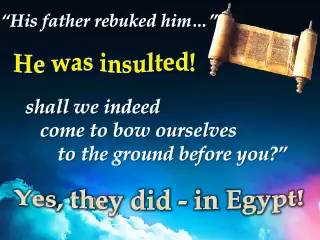 “His father rebuked him...”
He was insulted!
shall we indeed
come to bow ourselves
to the ground before you?”
Yes, they did - in Egypt!